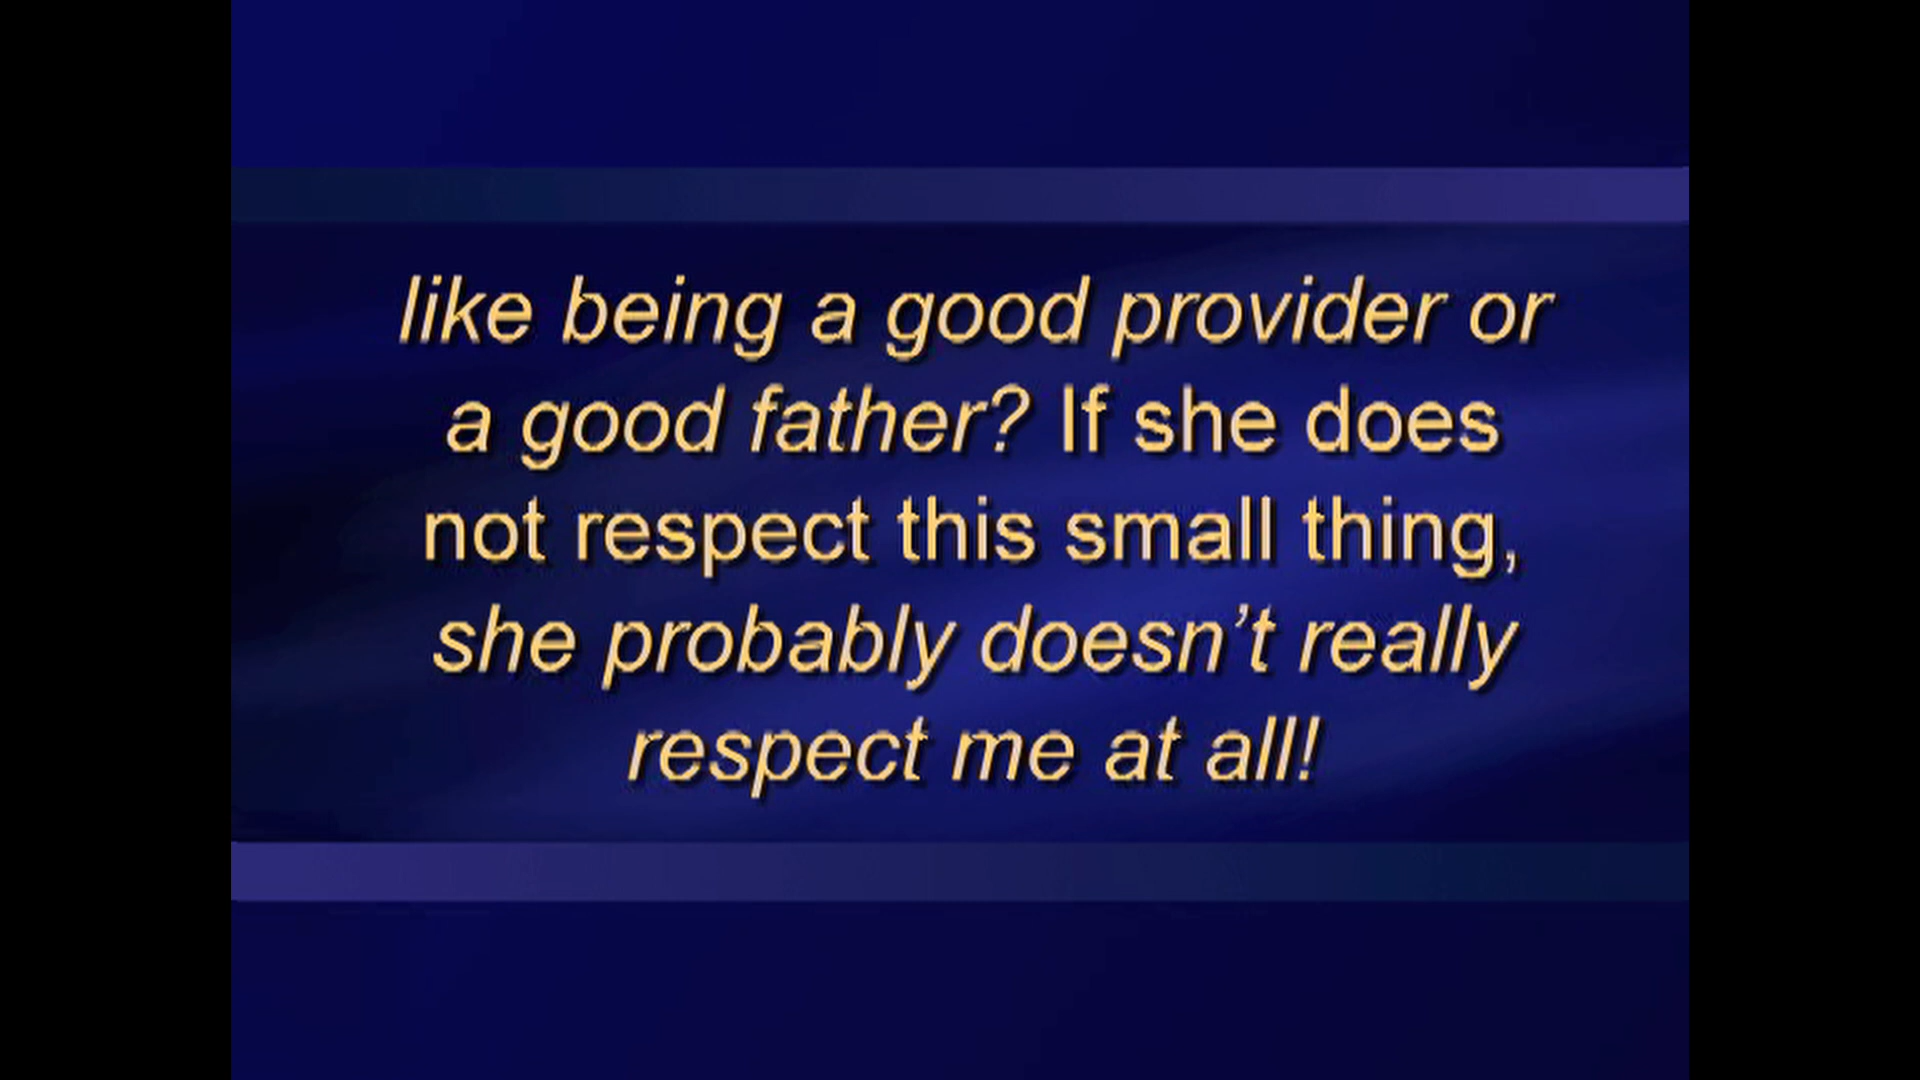 like being a good provider or
a good father? If she does
not respect this small thing,
she probably doesn’t really
respect me at all!